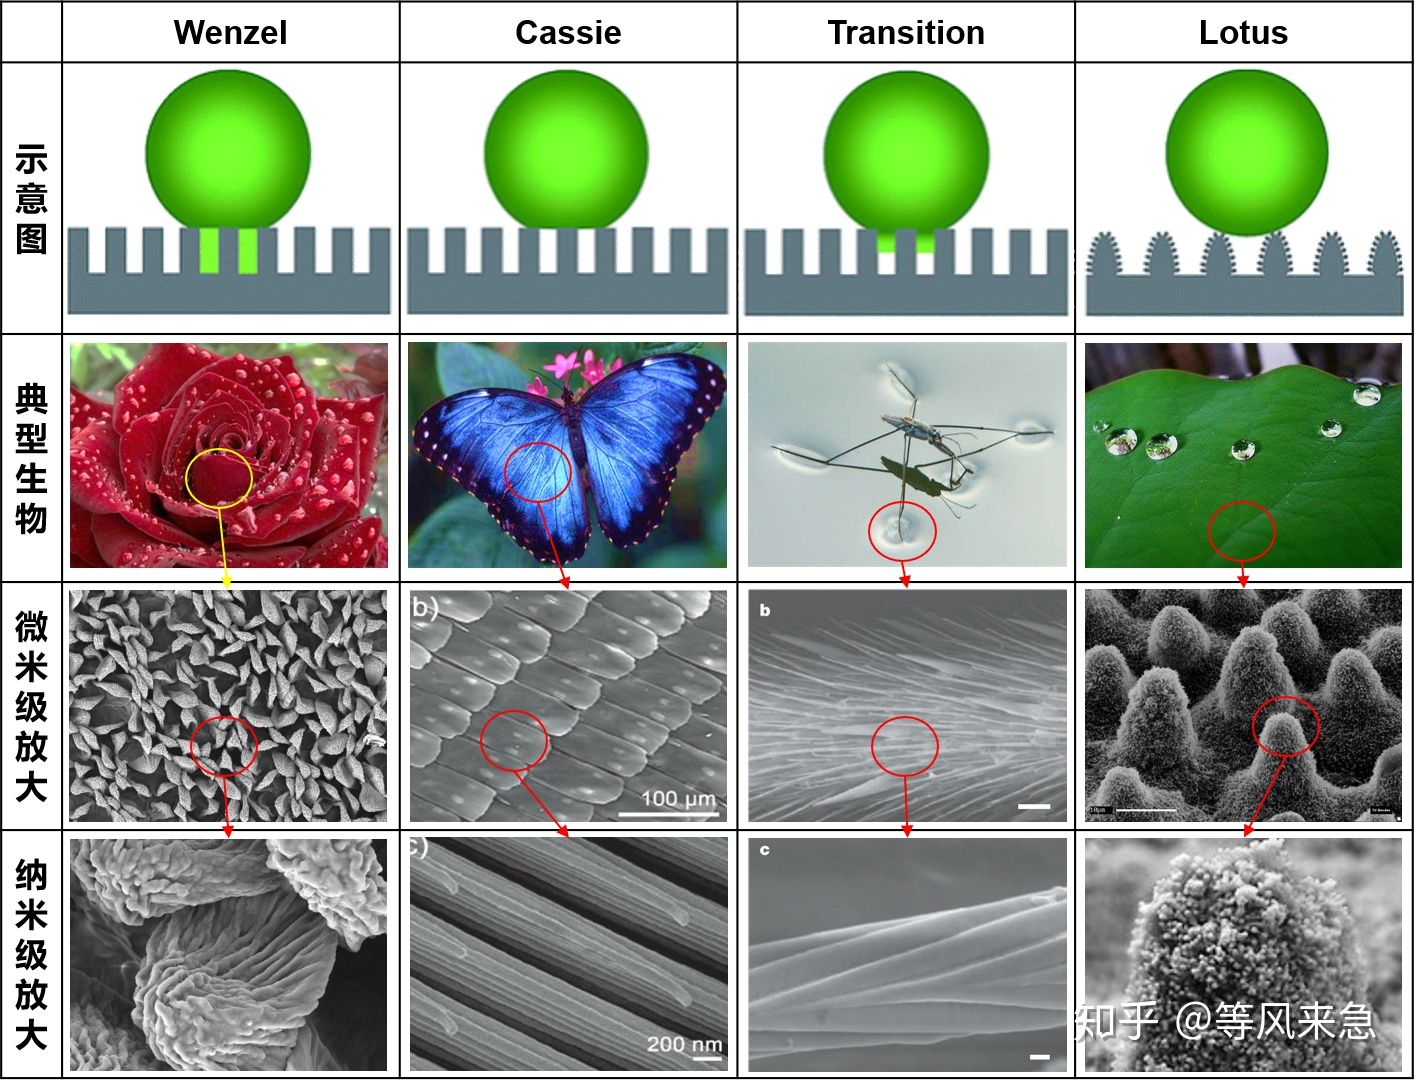 Wenzel
Cassie
Transition
Lotus
示意图
典型生物
微米级放大
b)
100 μm
b
10μm
纳米级放大
c)
200 nm
c
知乎 @等风来急